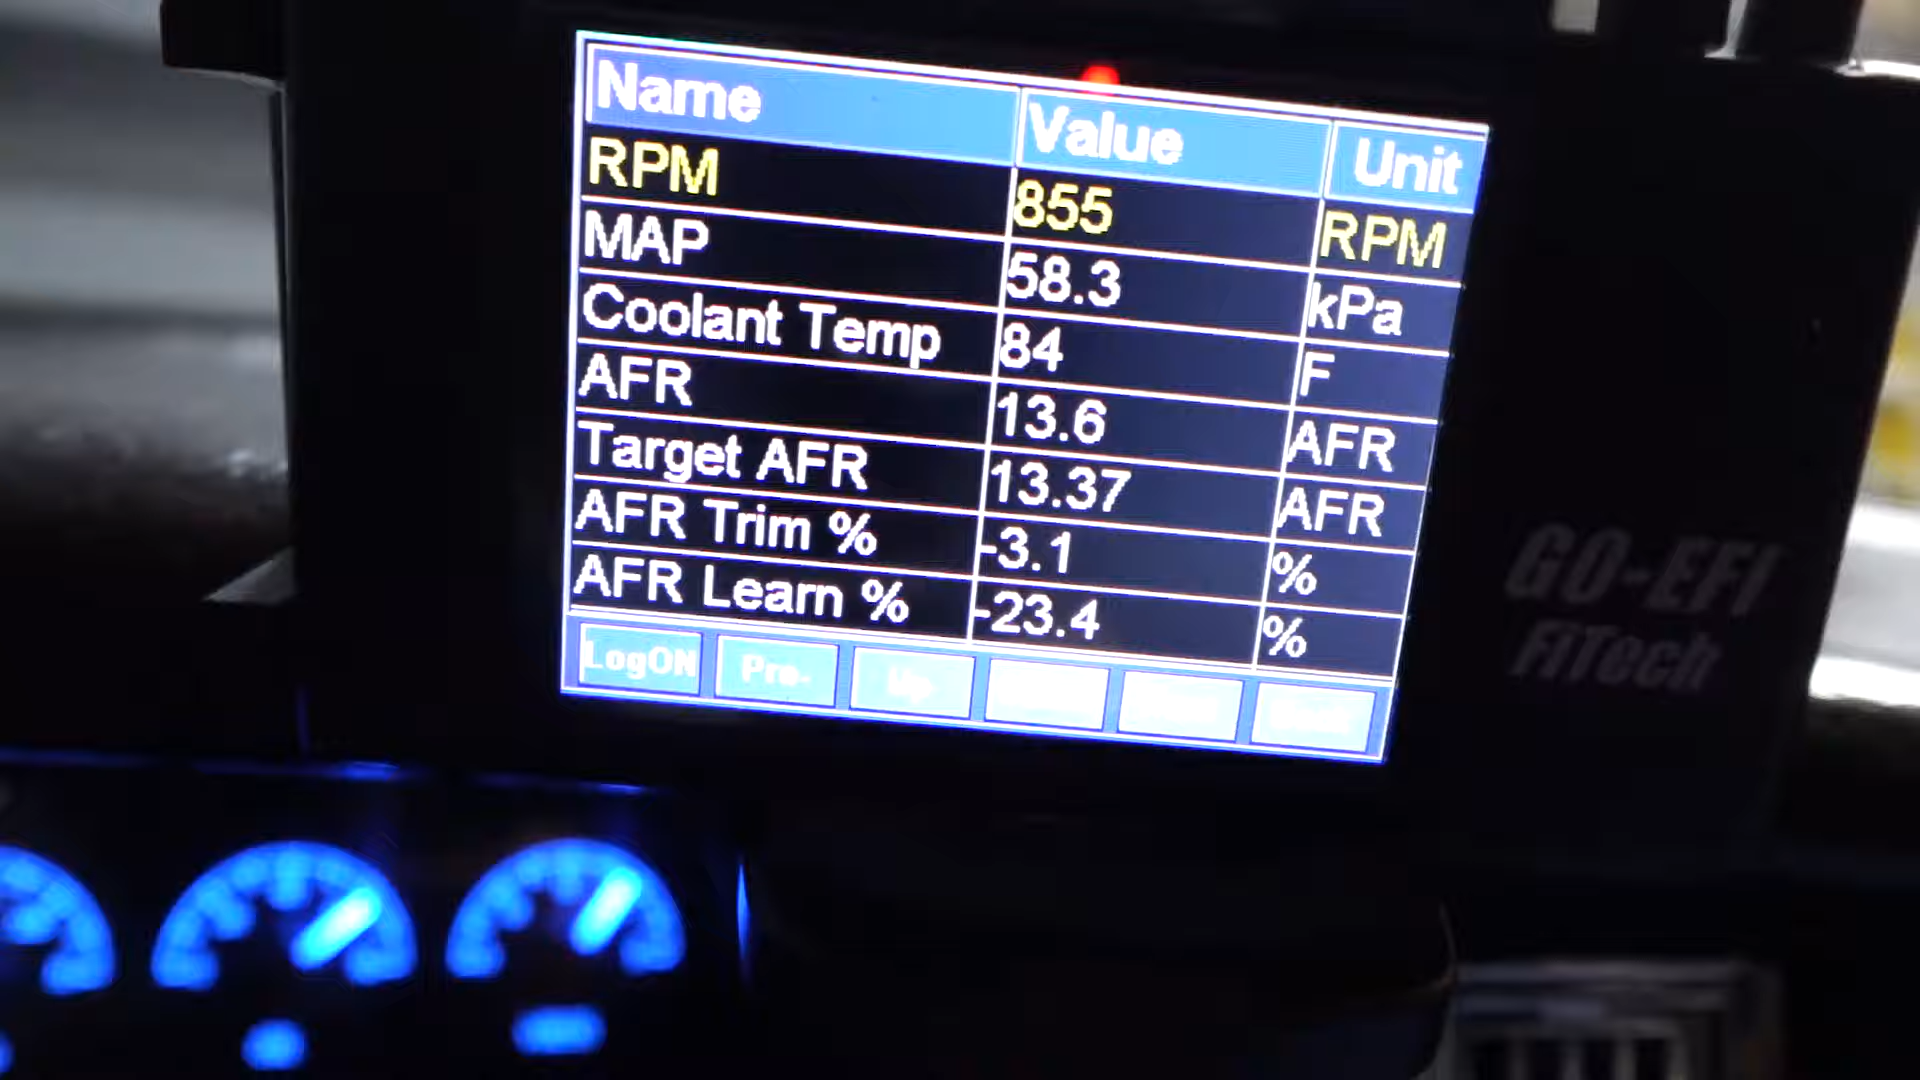 Name Value Unit
RPM 855 RPM
MAP 58.3 kPa
Coolant Temp 84 F
AFR 13.6 AFR
Target AFR 13.37 AFR
AFR Trim % -3.1 %
AFR Learn % -23.4 %
LogON Pre- Up
GO-EFI
FiTech